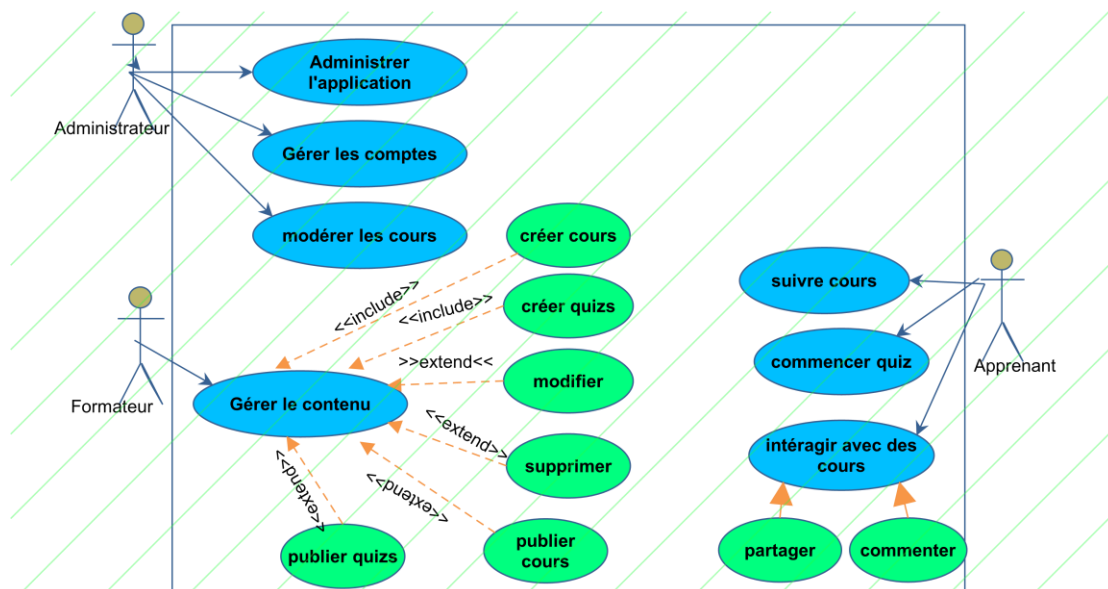 Administrer
l'application
Administrateur
Gérer les comptes
modérer les cours
créer cours
suivre cours
<<include>>
<<include>>
créer quizs
>>extend<<
commencer quiz
Apprenant
modifier
Formateur
Gérer le contenu
<<extend>>
intéragir avec des
cours
supprimer
<<extend>>
<<extend>>
publier quizs
publier
cours
partager
commenter